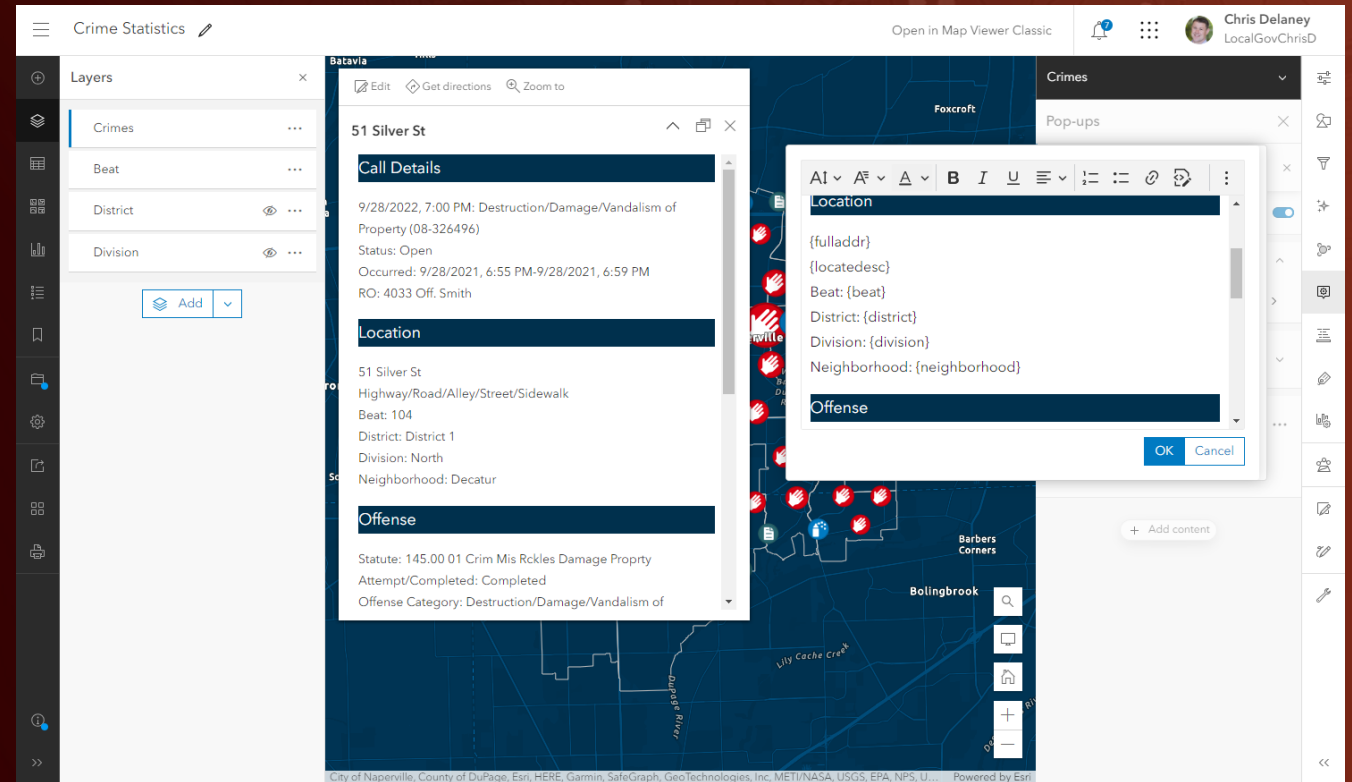 Crime Statistics
Open in Map Viewer Classic
7
Chris Delaney
LocalGovChrisD
Layers
Crimes
Beat
District
Division
Add
Batavia
Foxcroft
Edit
Get directions
Zoom to
51 Silver St
Call Details
9/28/2022, 7:00 PM: Destruction/Damage/Vandalism of
Property (08-326496)
Status: Open
Occurred: 9/28/2021, 6:55 PM-9/28/2021, 6:59 PM
RO: 4033 Off. Smith
Location
51 Silver St
Highway/Road/Alley/Street/Sidewalk
Beat: 104
District: District 1
Division: North
Neighborhood: Decatur
Offense
Statute: 145.00 01 Crim Mis Rckles Damage Proprty
Attempt/Completed: Completed
Offense Category: Destruction/Damage/Vandalism of
Crimes
Pop-ups
Location
{fulladdr}
{locatedesc}
Beat: {beat}
District: {district}
Division: {division}
Neighborhood: {neighborhood}
Offense
OK
Cancel
Add content
Barbers
Corners
Bolingbrook
Lily Cache Creek
DuPage River
City of Naperville, County of DuPage, Esri, HERE, Garmin, SafeGraph, GeoTechnologies, Inc, METI/NASA, USGS, EPA, NPS, U...
Powered by Esri